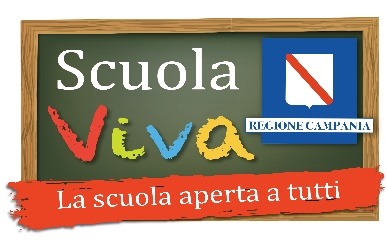 Scuola
Viva
REGIONE CAMPANIA
La scuola aperta a tutti